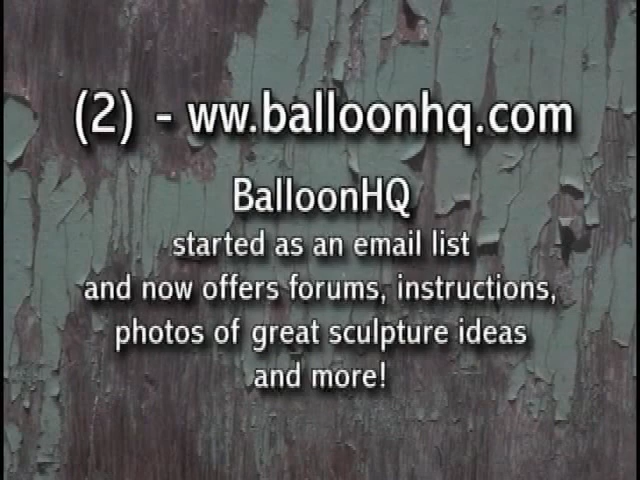 (2) - ww.balloonhq.com
BalloonHQ
started as an email list
and now offers forums, instructions,
photos of great sculpture ideas
and more!